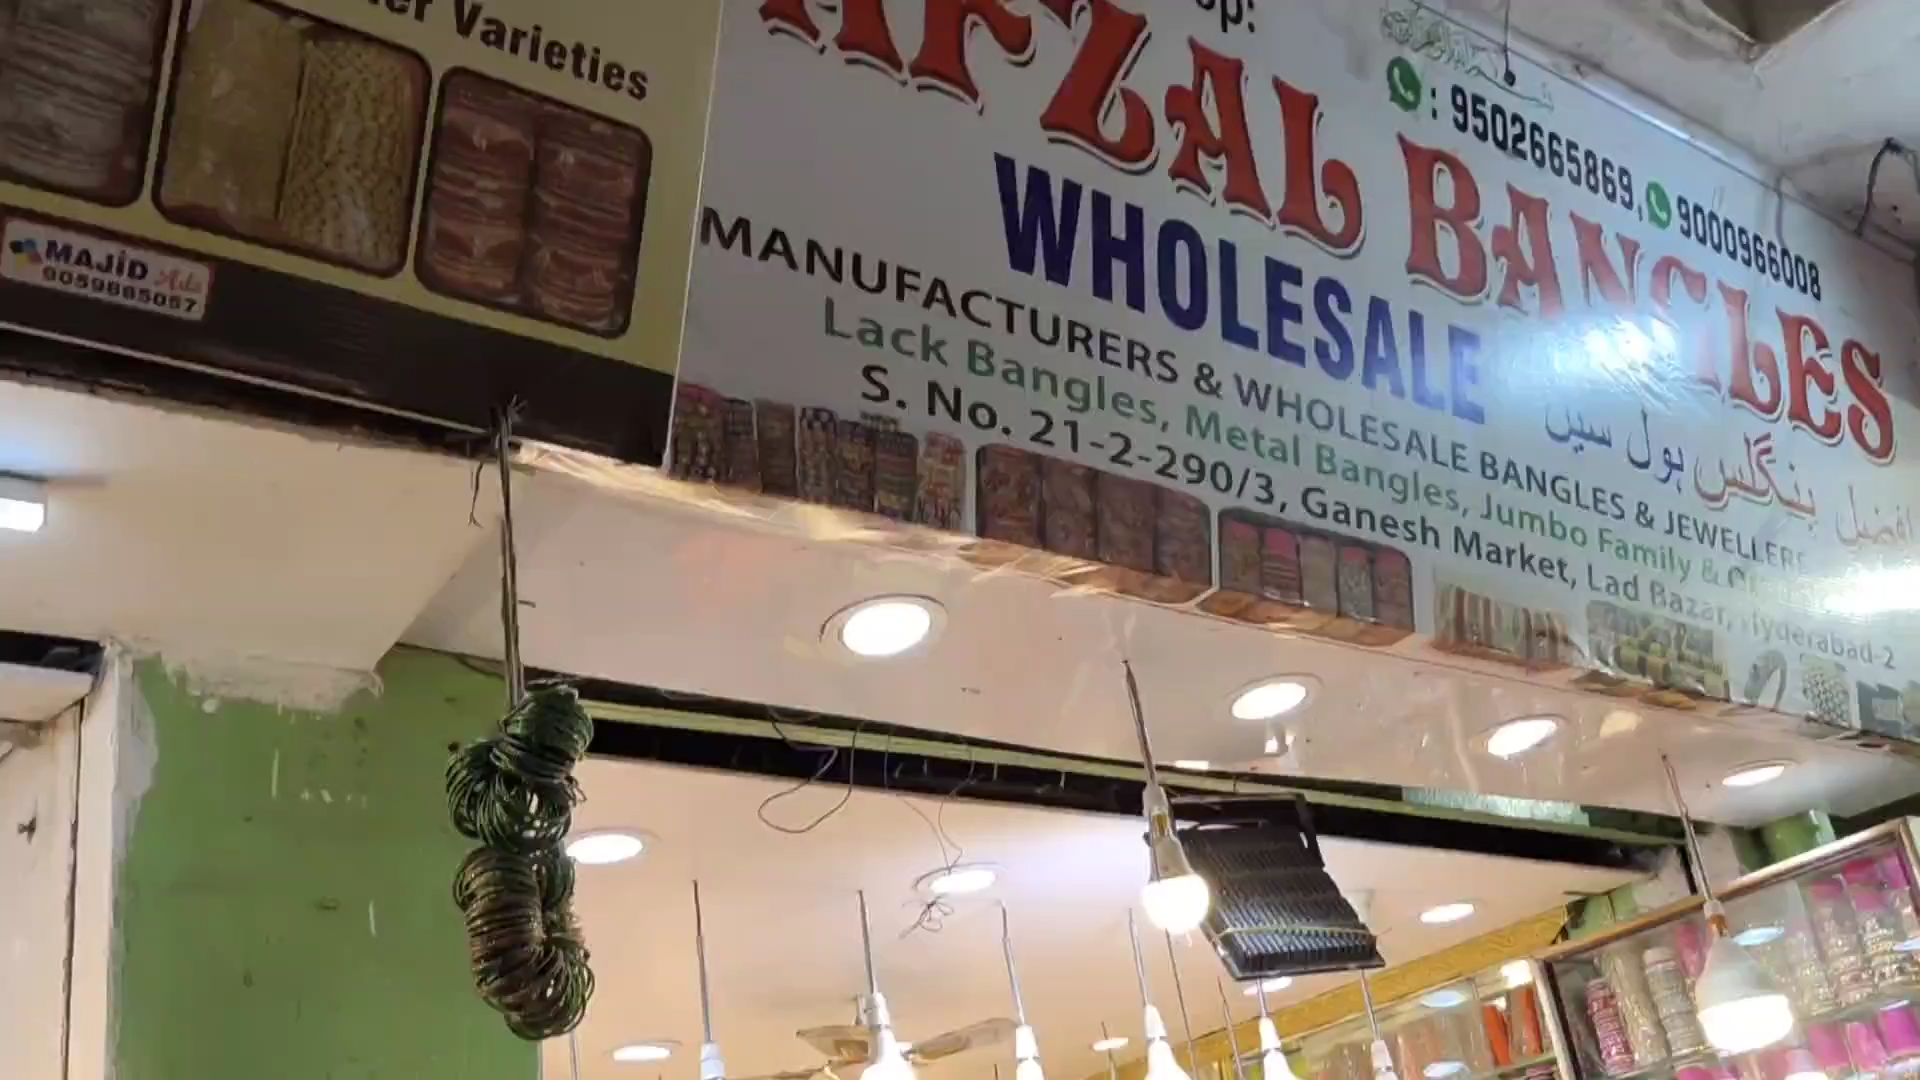 Varieties
MAJID Ads
9059865057
AFZAL BANGLES
: 9502665869, 9000966008
WHOLESALE
افضل بنگلس ہول سیل
MANUFACTURERS & WHOLESALE BANGLES & JEWELLERS
Lack Bangles, Metal Bangles, Jumbo Family &
S. No. 21-2-290/3, Ganesh Market, Lad Bazar, Hyderabad-2